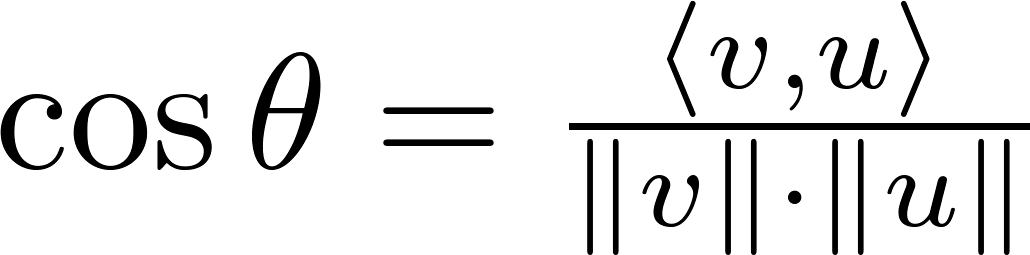 cos θ = ⟨v,u⟩ / ‖v‖·‖u‖